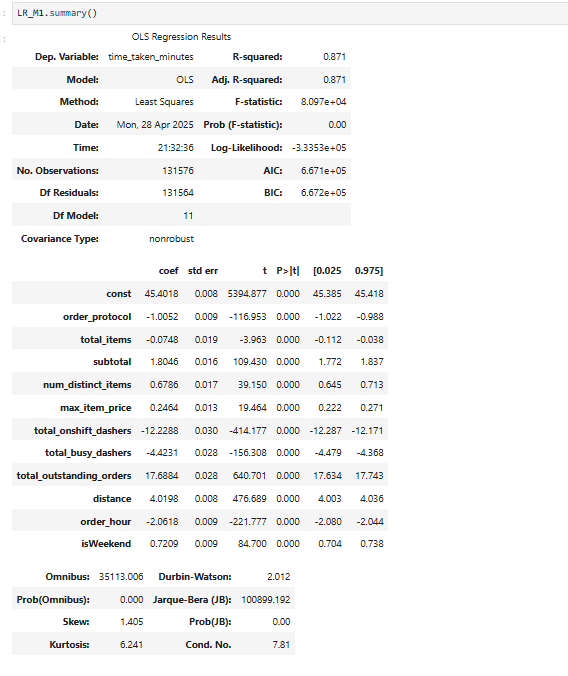 : LR_M1.summary()
:
OLS Regression Results
Dep. Variable: time_taken_minutes R-squared: 0.871
Model: OLS Adj. R-squared: 0.871
Method: Least Squares F-statistic: 8.097e+04
Date: Mon, 28 Apr 2025 Prob (F-statistic): 0.00
Time: 21:32:36 Log-Likelihood: -3.3353e+05
No. Observations: 131576 AIC: 6.671e+05
Df Residuals: 131564 BIC: 6.672e+05
Df Model: 11
Covariance Type: nonrobust
coef std err t P>|t| [0.025 0.975]
const 45.4018 0.008 5394.877 0.000 45.385 45.418
order_protocol -1.0052 0.009 -116.953 0.000 -1.022 -0.988
total_items -0.0748 0.019 -3.963 0.000 -0.112 -0.038
subtotal 1.8046 0.016 109.430 0.000 1.772 1.837
num_distinct_items 0.6786 0.017 39.150 0.000 0.645 0.713
max_item_price 0.2464 0.013 19.464 0.000 0.222 0.271
total_onshift_dashers -12.2288 0.030 -414.177 0.000 -12.287 -12.171
total_busy_dashers -4.4231 0.028 -156.308 0.000 -4.479 -4.368
total_outstanding_orders 17.6884 0.028 640.701 0.000 17.634 17.743
distance 4.0198 0.008 476.689 0.000 4.003 4.036
order_hour -2.0618 0.009 -221.777 0.000 -2.080 -2.044
isWeekend 0.7209 0.009 84.700 0.000 0.704 0.738
Omnibus: 35113.006 Durbin-Watson: 2.012
Prob(Omnibus): 0.000 Jarque-Bera (JB): 100899.192
Skew: 1.405 Prob(JB): 0.00
Kurtosis: 6.241 Cond. No. 7.81